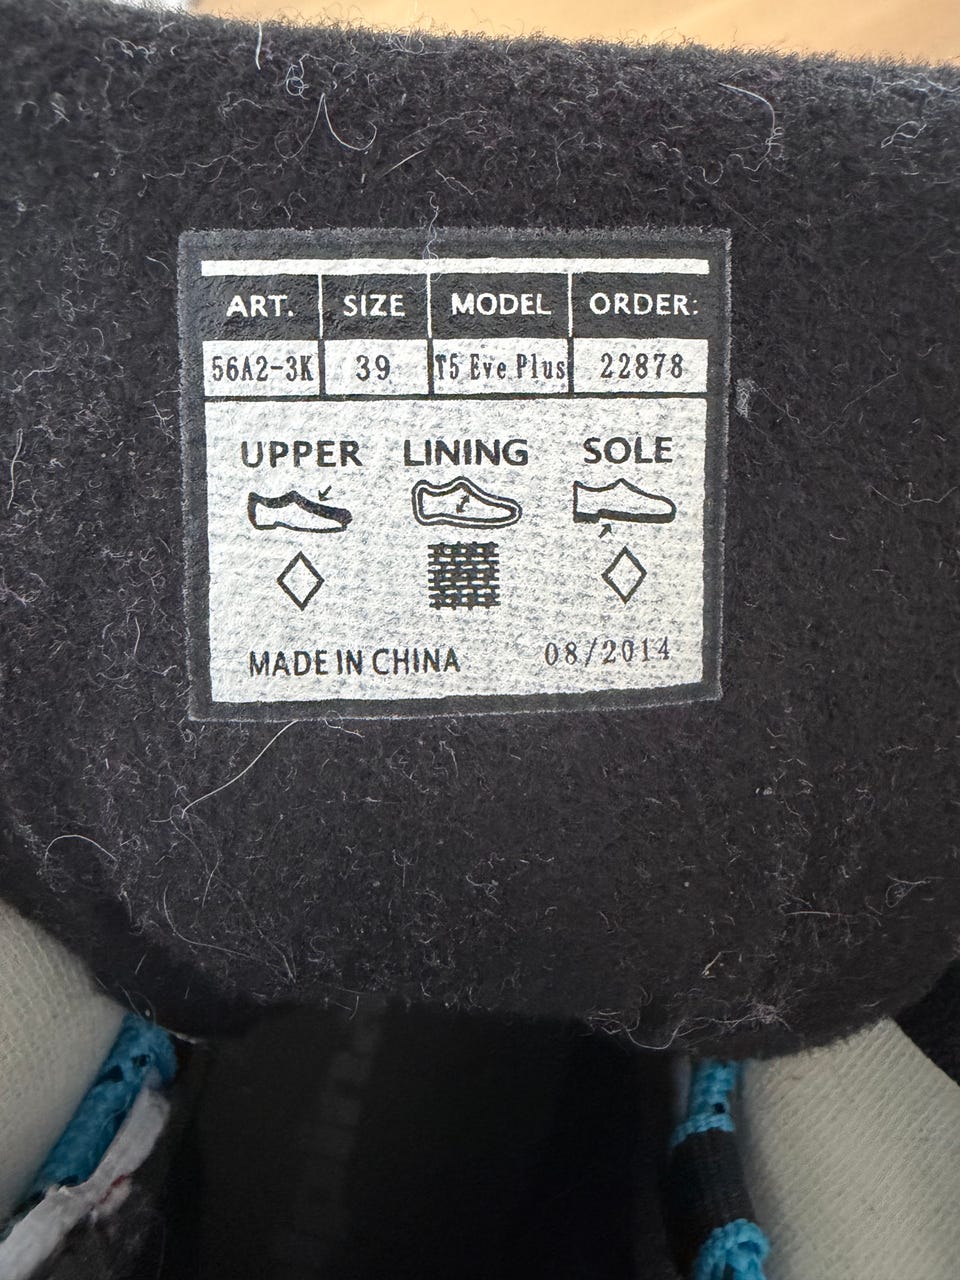 ART. SIZE MODEL ORDER:
56A2-3K 39 T5 Eve Plus 22878
UPPER LINING SOLE
MADE IN CHINA 08/2014